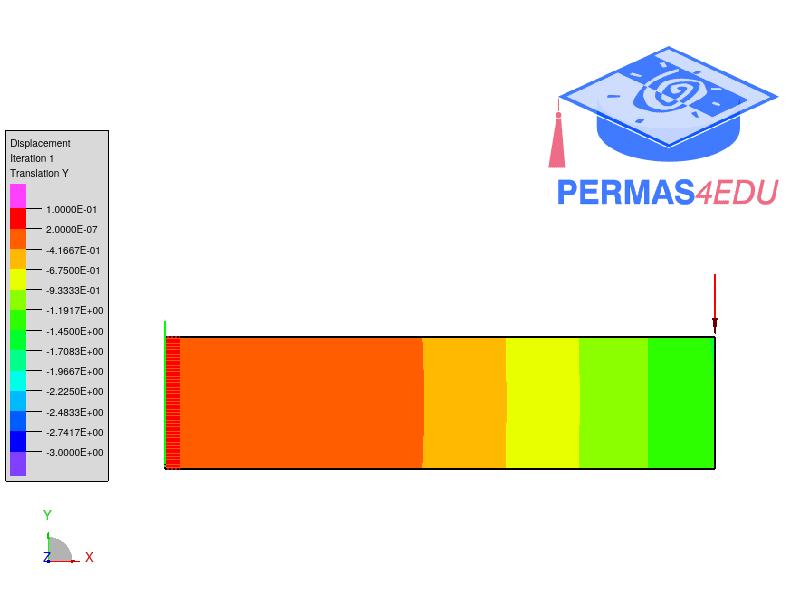 Displacement
Iteration 1
Translation Y
1.0000E-01
2.0000E-07
-4.1667E-01
-6.7500E-01
-9.3333E-01
-1.1917E+00
-1.4500E+00
-1.7083E+00
-1.9667E+00
-2.2250E+00
-2.4833E+00
-2.7417E+00
-3.0000E+00
PERMAS4EDU
Y
Z
X